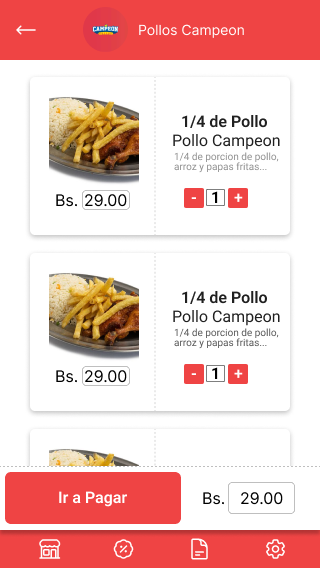 CAMPEON
Pollos Campeon
1/4 de Pollo
Pollo Campeon
1/4 de porcion de pollo,
arroz y papas fritas...
Bs. 29.00
- 1 +
1/4 de Pollo
Pollo Campeon
1/4 de porcion de pollo,
arroz y papas fritas...
Bs. 29.00
- 1 +
Ir a Pagar
Bs. 29.00